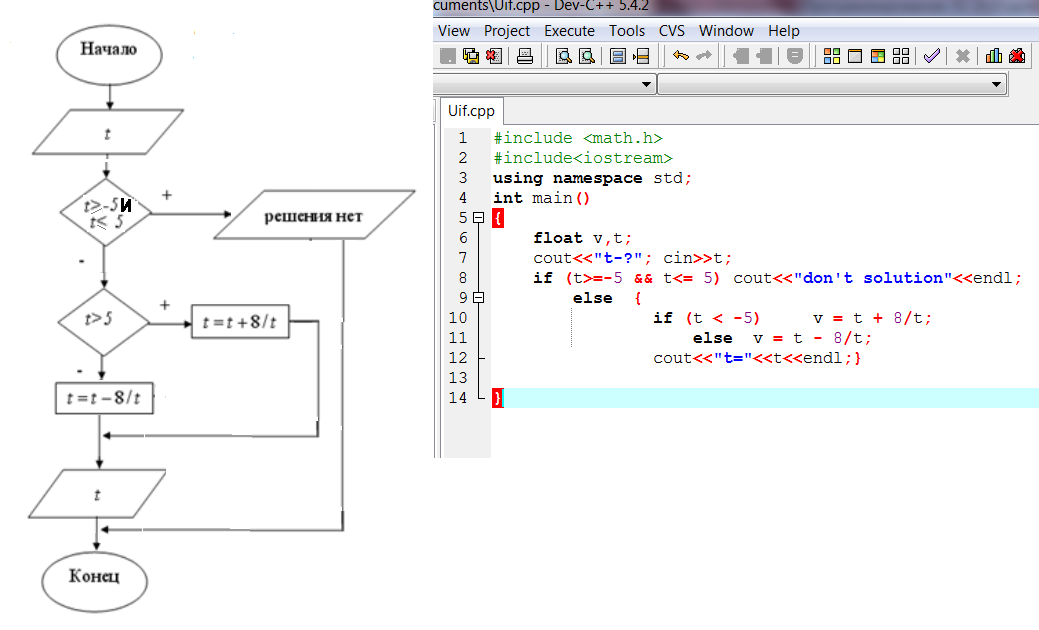 Начало
t
t>-5И
t≤ 5
+
решения нет
-
t>5
+
t=t+8/t
-
t=t-8/t
t
Конец
cuments\Uif.cpp - Dev-C++ 5.4.2
View Project Execute Tools CVS Window Help
Uif.cpp
1 #include <math.h>
2 #include<iostream>
3 using namespace std;
4 int main()
5 {
6 float v,t;
7 cout<<"t-?"; cin>>t;
8 if (t>=-5 && t<= 5) cout<<"don't solution"<<endl;
9 else {
10 if (t < -5) v = t + 8/t;
11 else v = t - 8/t;
12 cout<<"t="<<t<<endl;}
13
14 }